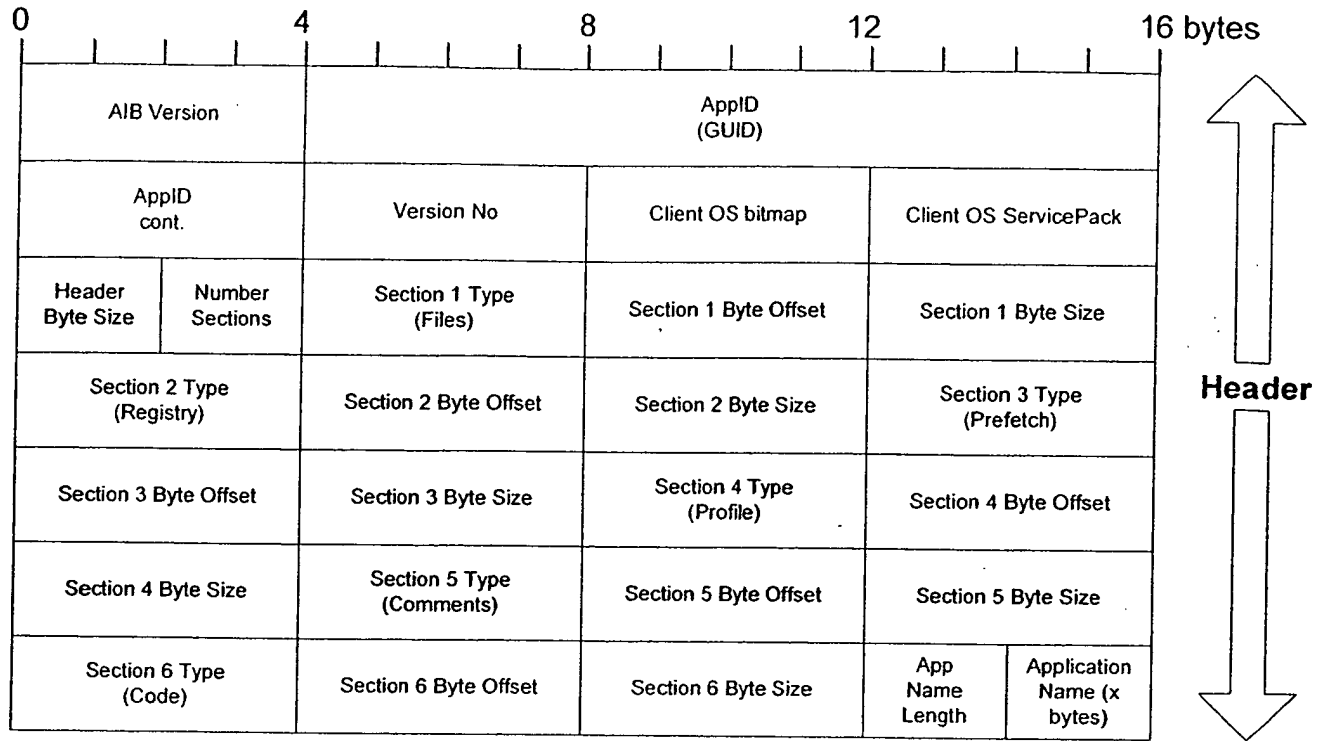 0 4 8 12 16 bytes
AIB Version
AppID
(GUID)
AppID
cont.
Version No
Client OS bitmap
Client OS ServicePack
Header
Byte Size
Number
Sections
Section 1 Type
(Files)
Section 1 Byte Offset
Section 1 Byte Size
Section 2 Type
(Registry)
Section 2 Byte Offset
Section 2 Byte Size
Section 3 Type
(Prefetch)
Header
Section 3 Byte Offset
Section 3 Byte Size
Section 4 Type
(Profile)
Section 4 Byte Offset
Section 4 Byte Size
Section 5 Type
(Comments)
Section 5 Byte Offset
Section 5 Byte Size
Section 6 Type
(Code)
Section 6 Byte Offset
Section 6 Byte Size
App
Name
Length
Application
Name (x
bytes)